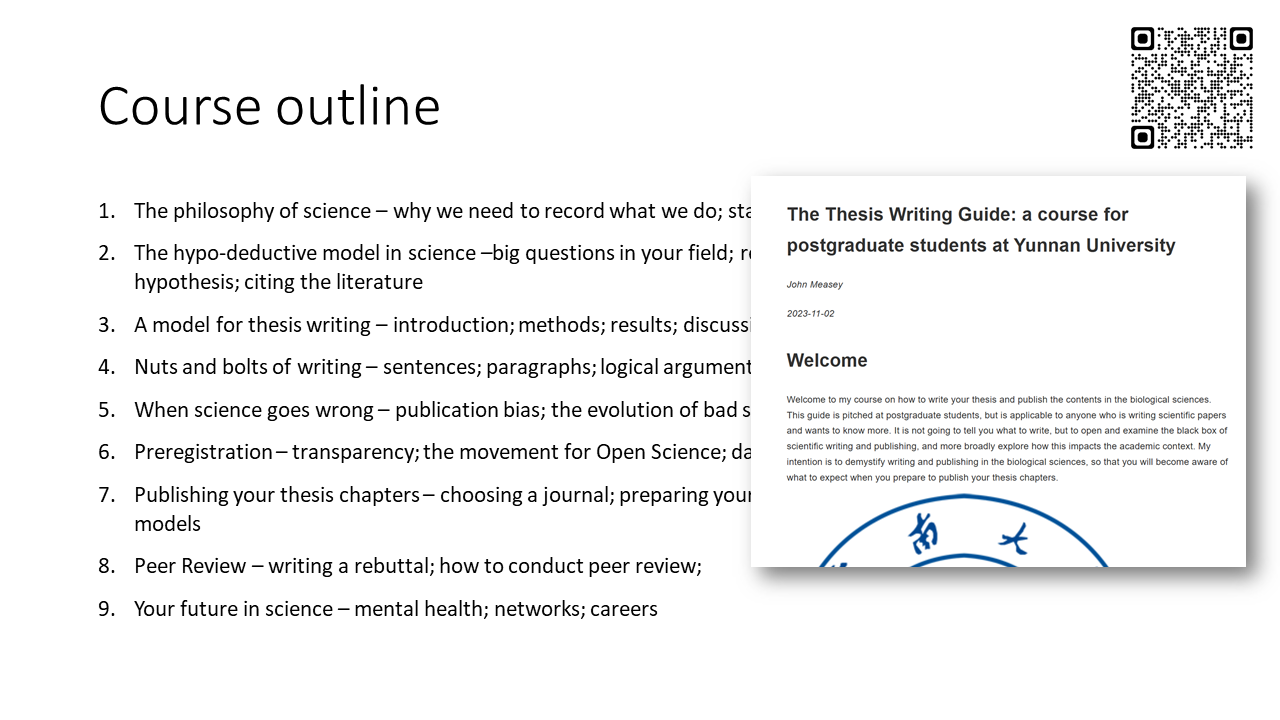 Course outline
1. The philosophy of science – why we need to record what we do;
2. The hypo-deductive model in science –big questions in your field;
hypothesis; citing the literature
3. A model for thesis writing – introduction; methods; results;
4. Nuts and bolts of writing – sentences; paragraphs; logical argument
5. When science goes wrong – publication bias; the evolution of bad
6. Preregistration – transparency; the movement for Open Science;
7. Publishing your thesis chapters – choosing a journal; preparing your
models
8. Peer Review – writing a rebuttal; how to conduct peer review;
9. Your future in science – mental health; networks; careers
The Thesis Writing Guide: a course for
postgraduate students at Yunnan University
John Measey
2023-11-02
Welcome
Welcome to my course on how to write your thesis and publish the contents in the biological sciences.
This guide is pitched at postgraduate students, but is applicable to anyone who is writing scientific papers
and wants to know more. It is not going to tell you what to write, but to open and examine the black box of
scientific writing and publishing, and more broadly explore how this impacts the academic context. My
intention is to demystify writing and publishing in the biological sciences, so that you will become aware of
what to expect when you prepare to publish your thesis chapters.
南 大